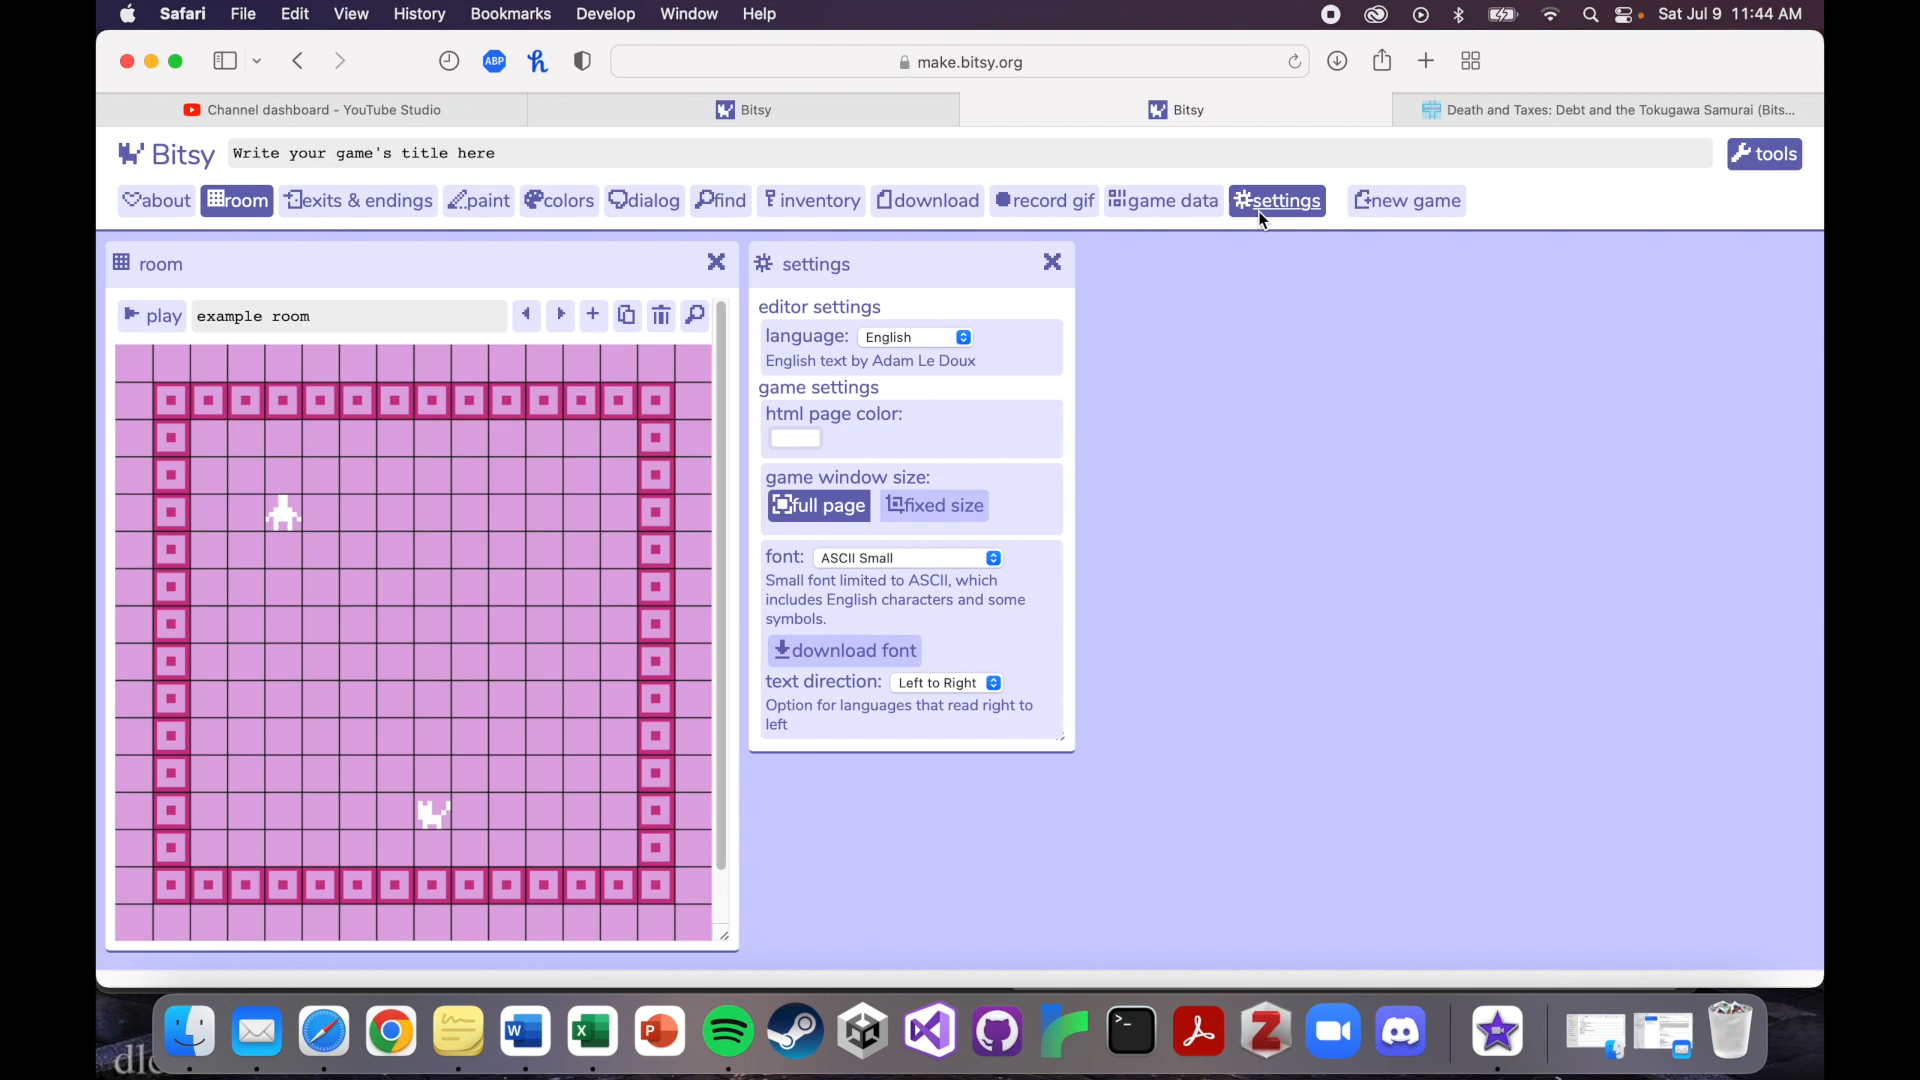 Safari File Edit View History Bookmarks Develop Window Help Sat Jul 9 11:44 AM
ABP make.bitsy.org
Channel dashboard - YouTube Studio Bitsy Bitsy Death and Taxes: Debt and the Tokugawa Samurai (Bits...
Bitsy Write your game's title here tools
about room exits & endings paint colors dialog find inventory download record gif game data settings new game
room
play example room
settings
editor settings
language: English
English text by Adam Le Doux
game settings
html page color:
game window size:
full page fixed size
font: ASCII Small
Small font limited to ASCII, which
includes English characters and some
symbols.
download font
text direction: Left to Right
Option for languages that read right to
left
W X P Z